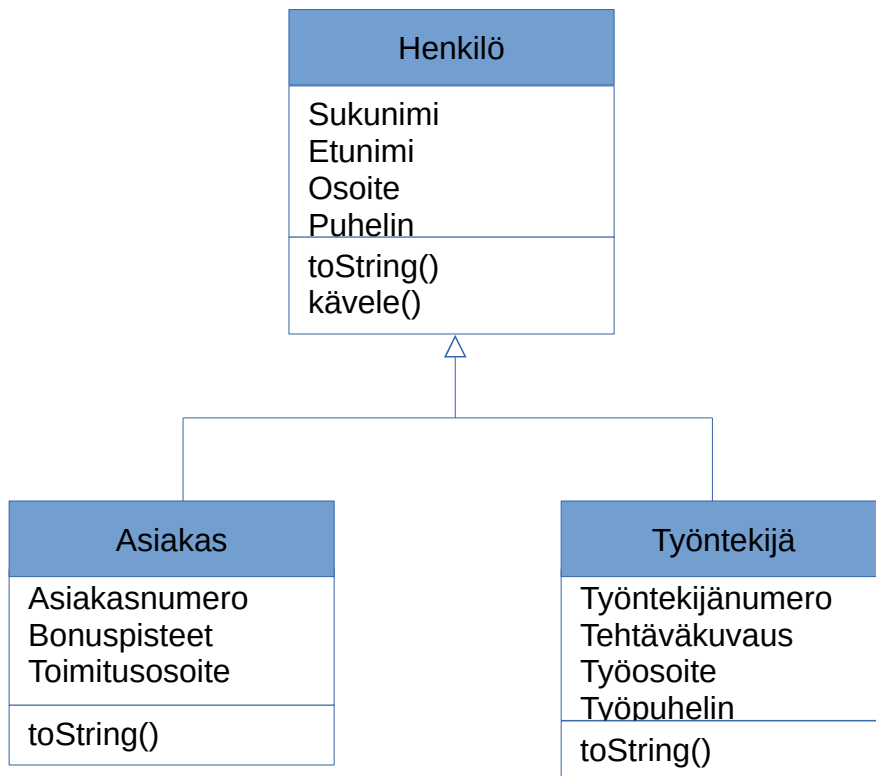 Henkilö
Sukunimi
Etunimi
Osoite
Puhelin
toString()
kävele()
Asiakas
Asiakasnumero
Bonuspisteet
Toimitusosoite
toString()
Työntekijä
Työntekijänumero
Tehtäväkuvaus
Työosoite
Työpuhelin
toString()